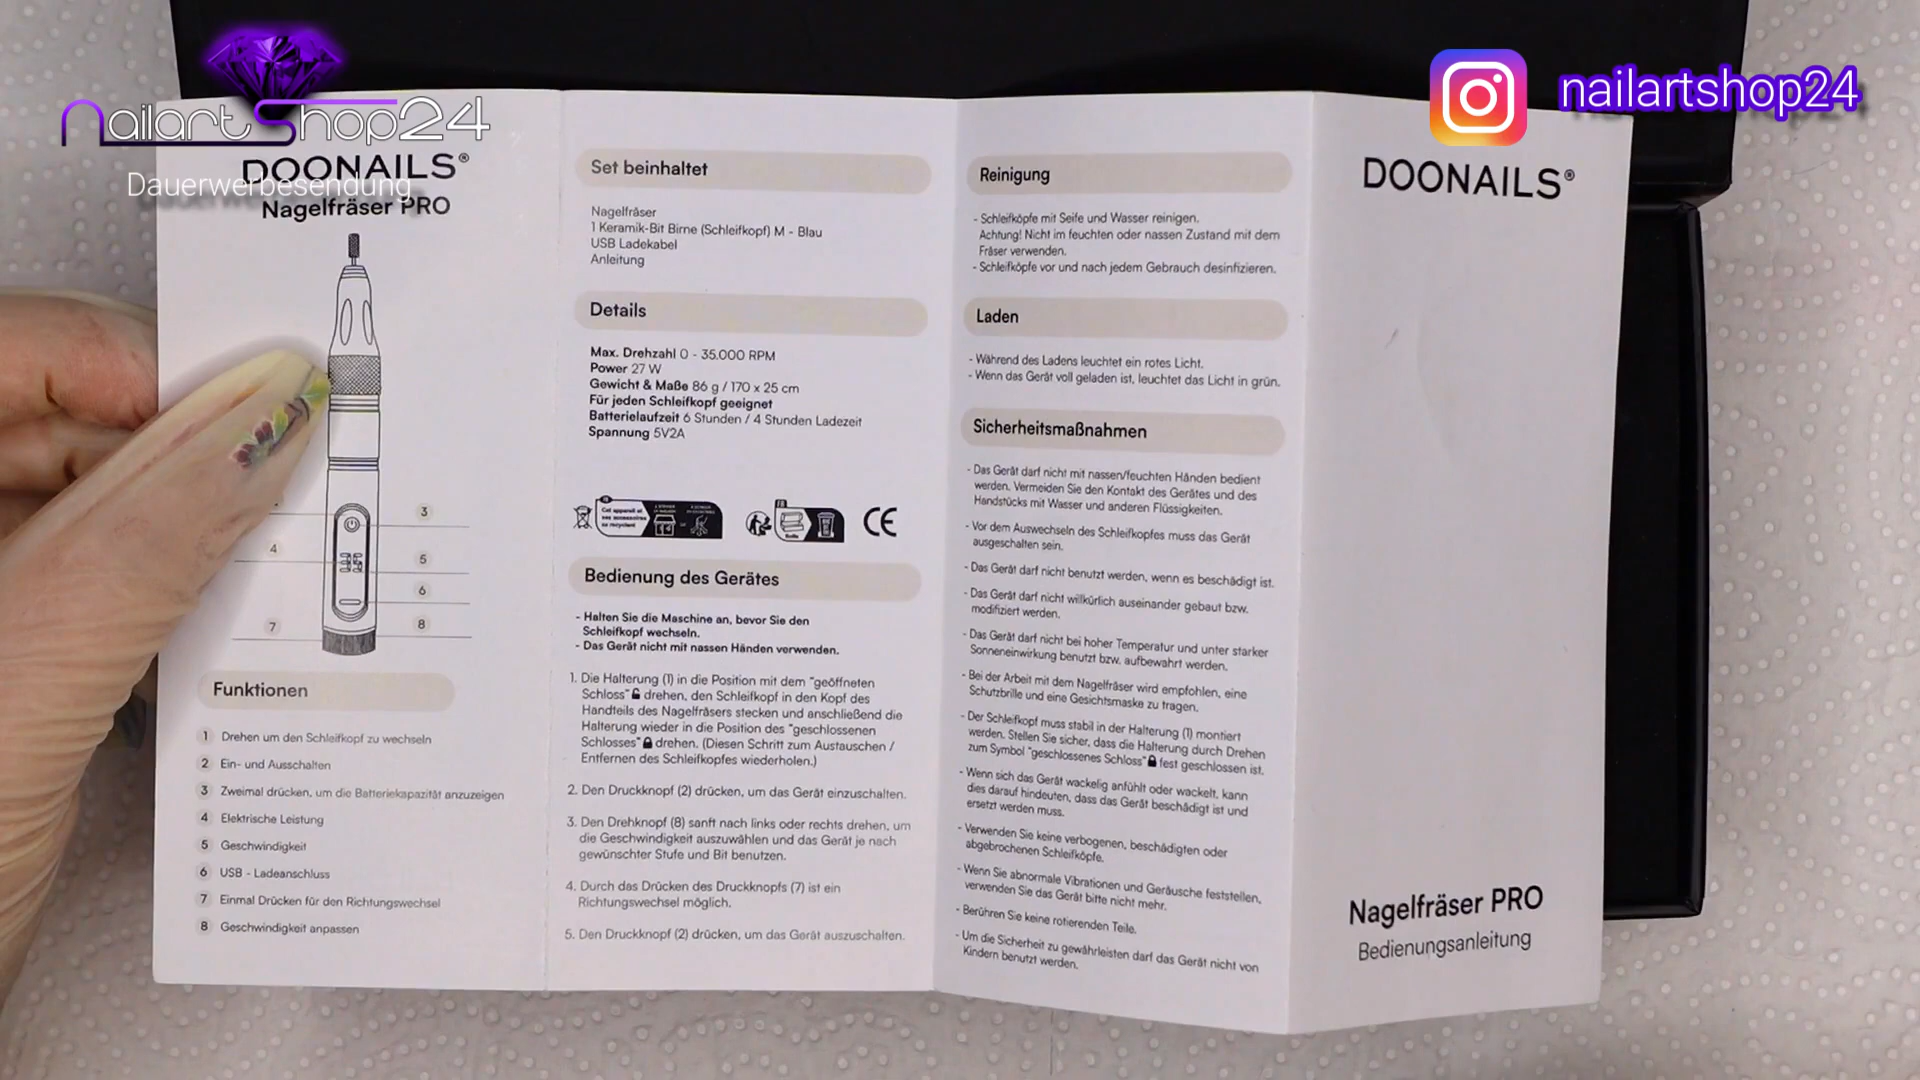 nailartshop24
Dauerwerbesendung
nailartshop24
DOONAILS®
Nagelfräser PRO
3
4
5
6
7
8
Funktionen
1 Drehen um den Schleifkopf zu wechseln
2 Ein- und Ausschalten
3 Zweimal drücken, um die Batteriekapazität anzuzeigen
4 Elektrische Leistung
5 Geschwindigkeit
6 USB - Ladeanschluss
7 Einmal Drücken für den Richtungswechsel
8 Geschwindigkeit anpassen
Set beinhaltet
Nagelfräser
1 Keramik-Bit Birne (Schleifkopf) M - Blau
USB Ladekabel
Anleitung
Details
Max. Drehzahl 0 - 35.000 RPM
Power 27 W
Gewicht & Maße 86 g / 170 x 25 cm
Für jeden Schleifkopf geeignet
Batterielaufzeit 6 Stunden / 4 Stunden Ladezeit
Spannung 5V2A
FR
Cet appareil et
ses accessoires
se recyclent
CE
Bedienung des Gerätes
- Halten Sie die Maschine an, bevor Sie den
Schleifkopf wechseln.
- Das Gerät nicht mit nassen Händen verwenden.
1. Die Halterung (1) in die Position mit dem "geöffneten
Schloss" drehen, den Schleifkopf in den Kopf des
Handteils des Nagelfräsers stecken und anschließend die
Halterung wieder in die Position des "geschlossenen
Schlosses" drehen. (Diesen Schritt zum Austauschen /
Entfernen des Schleifkopfes wiederholen.)
2. Den Druckknopf (2) drücken, um das Gerät einzuschalten.
3. Den Drehknopf (8) sanft nach links oder rechts drehen, um
die Geschwindigkeit auszuwählen und das Gerät je nach
gewünschter Stufe und Bit benutzen.
4. Durch das Drücken des Druckknopfs (7) ist ein
Richtungswechsel möglich.
5. Den Druckknopf (2) drücken, um das Gerät auszuschalten.
Reinigung
- Schleifköpfe mit Seife und Wasser reinigen.
Achtung! Nicht im feuchten oder nassen Zustand mit dem
Fräser verwenden.
- Schleifköpfe vor und nach jedem Gebrauch desinfizieren.
Laden
- Während des Ladens leuchtet ein rotes Licht.
- Wenn das Gerät voll geladen ist, leuchtet das Licht in grün.
Sicherheitsmaßnahmen
- Das Gerät darf nicht mit nassen/feuchten Händen bedient
werden. Vermeiden Sie den Kontakt des Gerätes und des
Handstücks mit Wasser und anderen Flüssigkeiten.
- Vor dem Auswechseln des Schleifkopfes muss das Gerät
ausgeschalten sein.
- Das Gerät darf nicht benutzt werden, wenn es beschädigt ist.
- Das Gerät darf nicht willkürlich auseinander gebaut bzw.
modifiziert werden.
- Das Gerät darf nicht bei hoher Temperatur und unter starker
Sonneneinwirkung benutzt bzw. aufbewahrt werden.
- Bei der Arbeit mit dem Nagelfräser wird empfohlen, eine
Schutzbrille und eine Gesichtsmaske zu tragen.
- Der Schleifkopf muss stabil in der Halterung (1) montiert
werden. Stellen Sie sicher, dass die Halterung durch Drehen
zum Symbol "geschlossenes Schloss" fest geschlossen ist.
- Wenn sich das Gerät wackelig anfühlt oder wackelt, kann
dies darauf hindeuten, dass das Gerät beschädigt ist und
ersetzt werden muss.
- Verwenden Sie keine verbogenen, beschädigten oder
abgebrochenen Schleifköpfe.
- Wenn Sie abnormale Vibrationen und Geräusche feststellen,
verwenden Sie das Gerät bitte nicht mehr.
- Berühren Sie keine rotierenden Teile.
- Um die Sicherheit zu gewährleisten darf das Gerät nicht von
Kindern benutzt werden.
DOONAILS®
Nagelfräser PRO
Bedienungsanleitung